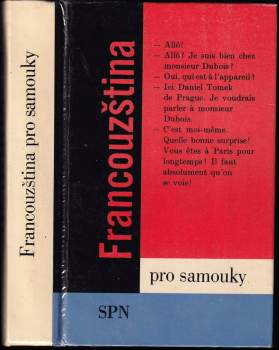 Francouzština pro samouky
Francouzština
— Allô?
— Allô? Je suis bien chez
monsieur Dubois?
— Oui, qui est à l'appareil?
— Ici Daniel Tomek
de Prague. Je voudrais
parler à monsieur
Dubois.
— C'est moi-même.
Quelle bonne surprise!
Vous êtes à Paris pour
longtemps? Il faut
absolument qu'on
se voie!
pro samouky
SPN